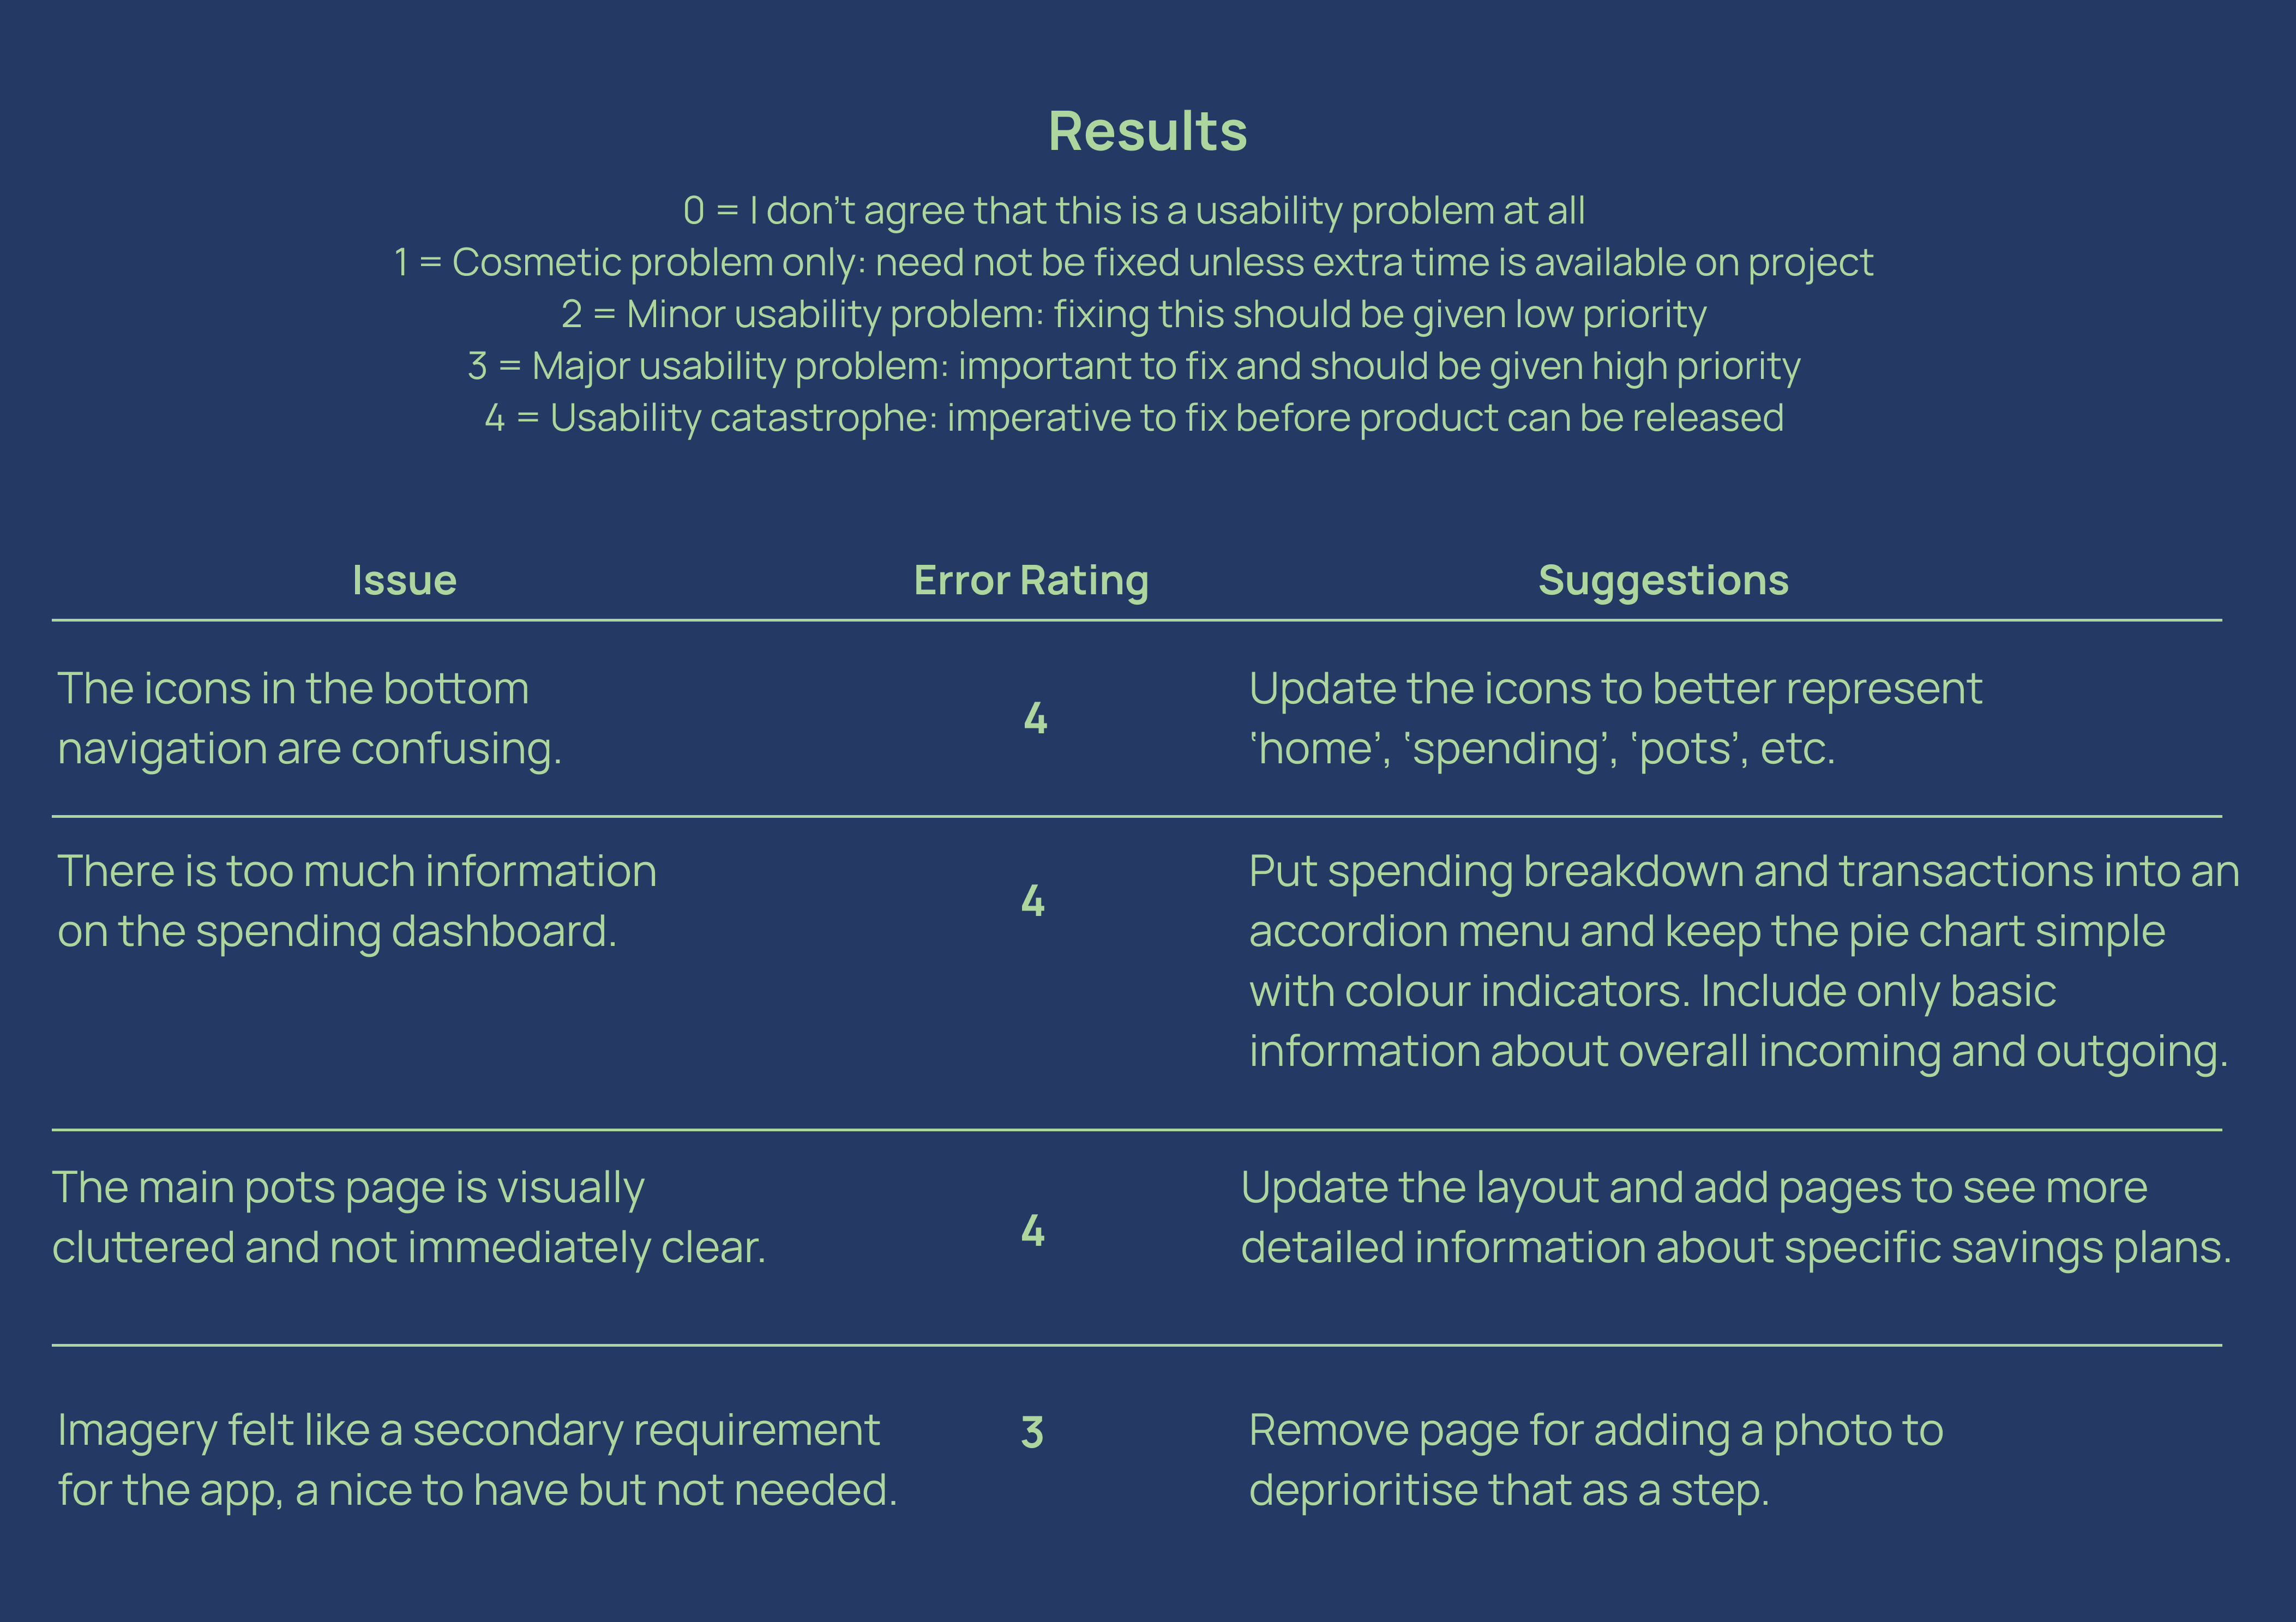 Results
0 = I don’t agree that this is a usability problem at all
1 = Cosmetic problem only: need not be fixed unless extra time is available on project
2 = Minor usability problem: fixing this should be given low priority
3 = Major usability problem: important to fix and should be given high priority
4 = Usability catastrophe: imperative to fix before product can be released
Issue
Error Rating
Suggestions
The icons in the bottom
navigation are confusing.
4
Update the icons to better represent
‘home’, ‘spending’, ‘pots’, etc.
There is too much information
on the spending dashboard.
4
Put spending breakdown and transactions into an
accordion menu and keep the pie chart simple
with colour indicators. Include only basic
information about overall incoming and outgoing.
The main pots page is visually
cluttered and not immediately clear.
4
Update the layout and add pages to see more
detailed information about specific savings plans.
Imagery felt like a secondary requirement
for the app, a nice to have but not needed.
3
Remove page for adding a photo to
deprioritise that as a step.